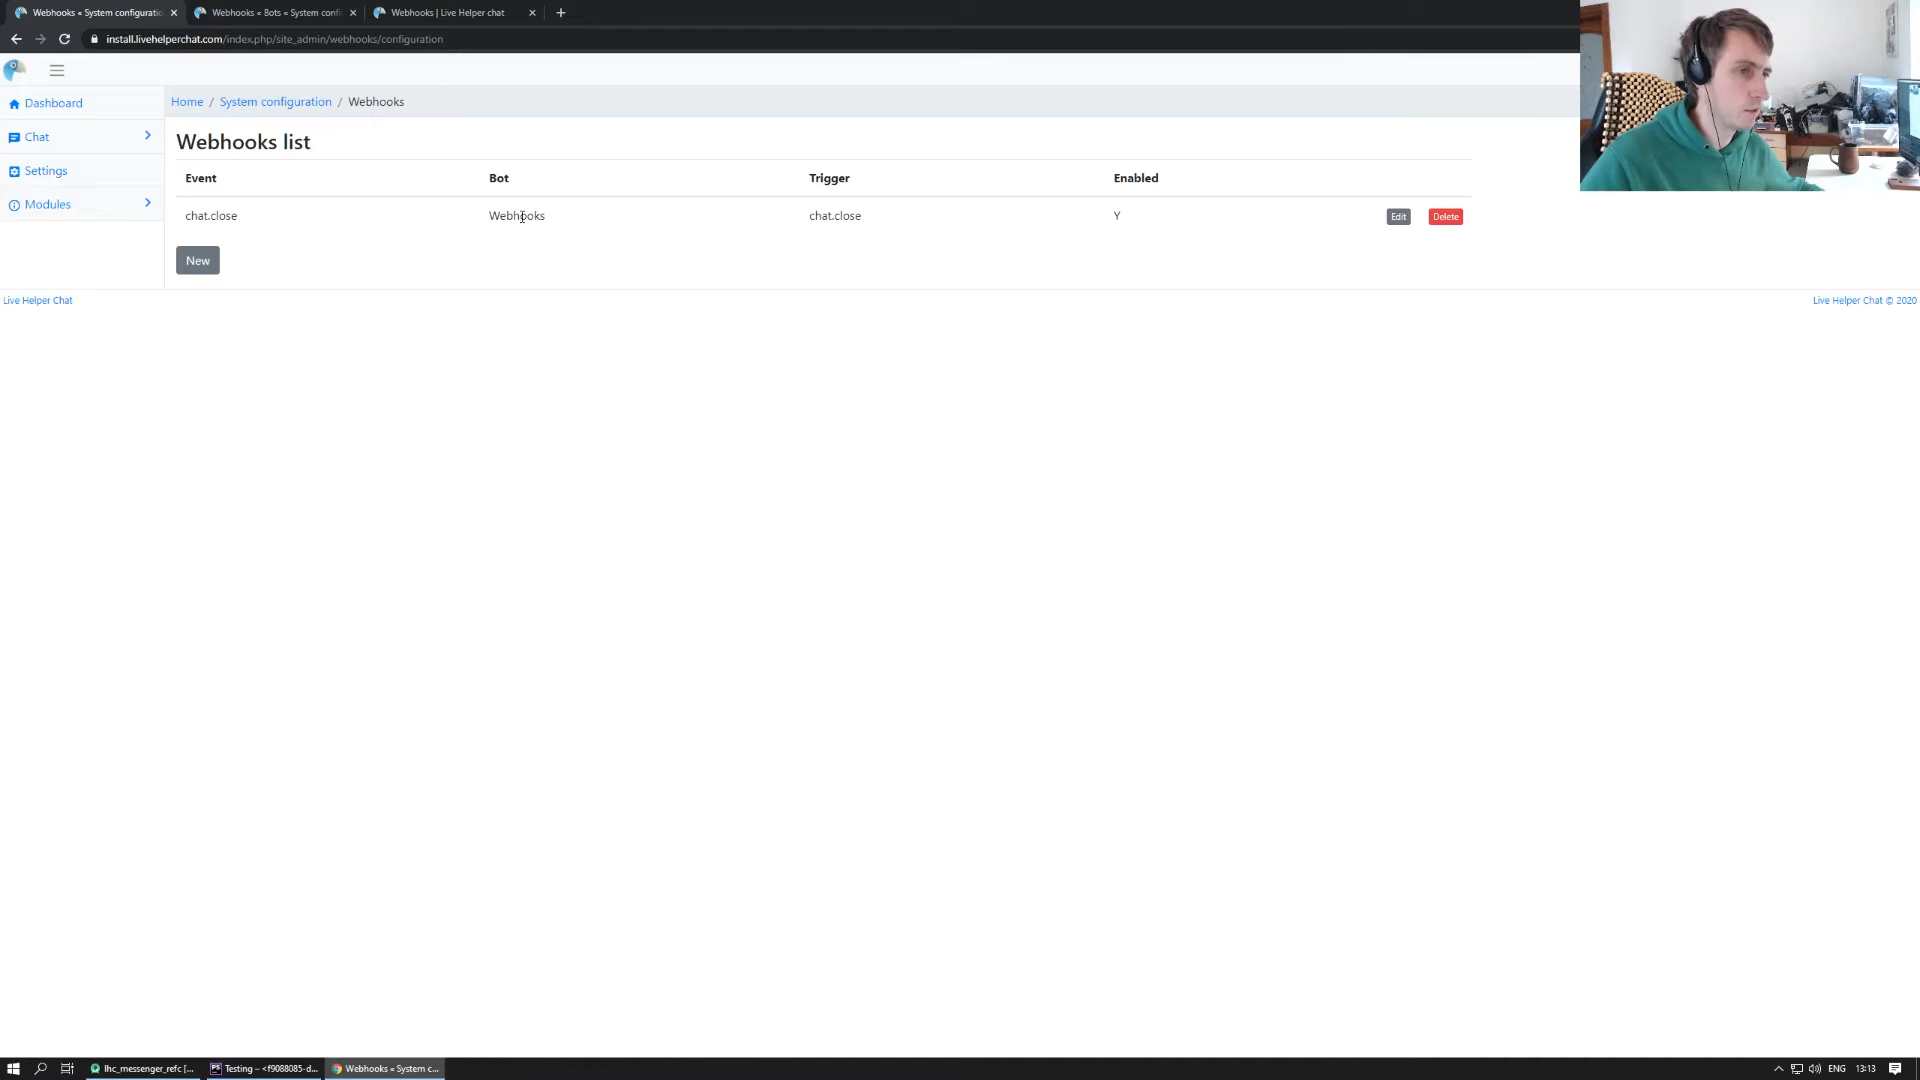 Webhooks « System configuratio
Webhooks « Bots « System confi
Webhooks | Live Helper chat
install.livehelperchat.com/index.php/site_admin/webhooks/configuration
Dashboard
Chat
Settings
Modules
Home / System configuration / Webhooks
Webhooks list
Event Bot Trigger Enabled
chat.close Webhooks chat.close Y Edit Delete
New
Live Helper Chat
Live Helper Chat © 2020
lhc_messenger_refc [...
PS Testing – <f9088085-d...
Webhooks « System c...
ENG 13:13